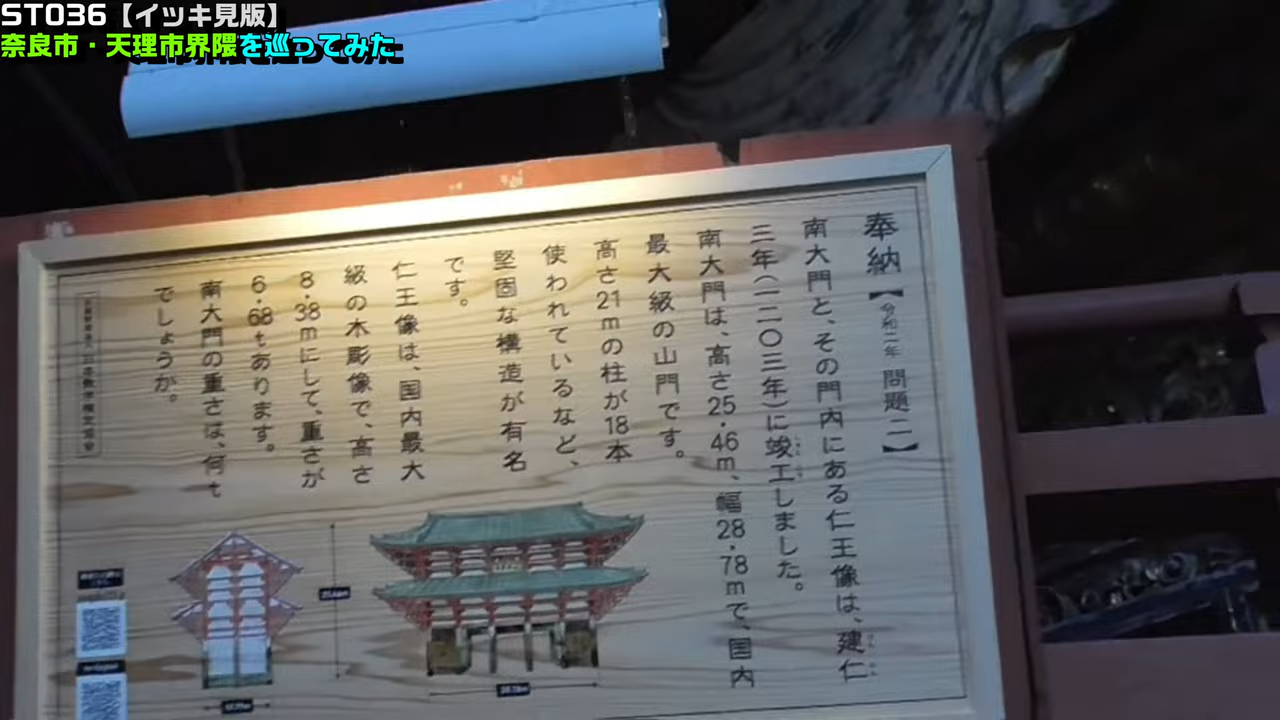 ST036【イッキ見版】
奈良市・天理市界隈を巡ってみた
奉納【令和二年 問題二】
南大門と、その門内にある仁王像は、建仁
三年(一二〇三年)に竣工しました。
南大門は、高さ25・46m、幅28・78mで、国内
最大級の山門です。
高さ21mの柱が18本
使われているなど、
堅固な構造が有名
です。
仁王像は、国内最大
級の木彫像で、高さ
8・38mにして、重さが
6・68tあります。
南大門の重さは、何t
でしょうか。